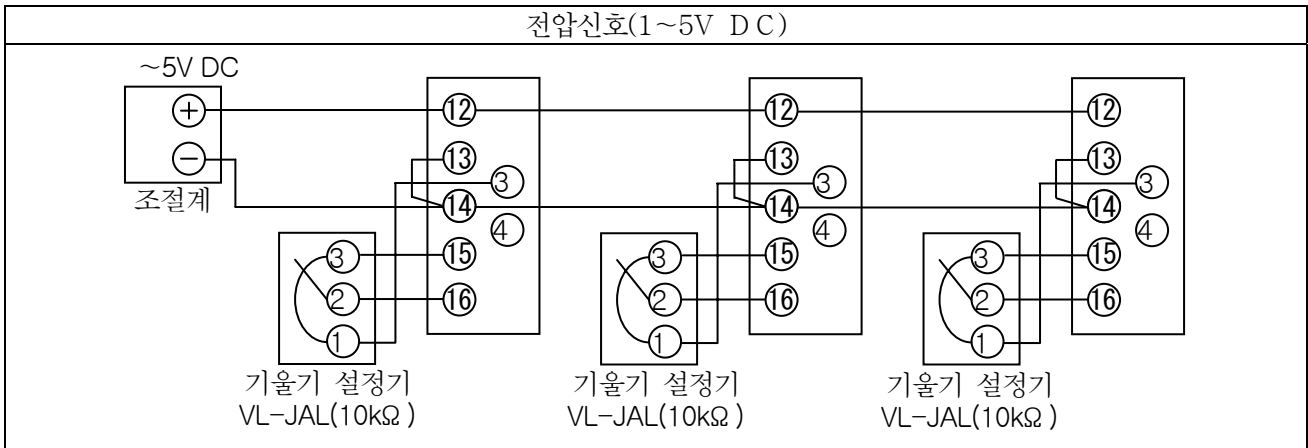 전압신호(1~5V DC)
~5V DC
+ 12 12 12
- 13 13 13
3 3 3
조절계 14 14 14
4 4 4
3 15 3 15 3 15
2 16 2 16 2 16
1 1 1
기울기 설정기 기울기 설정기 기울기 설정기
VL-JAL(10kΩ) VL-JAL(10kΩ) VL-JAL(10kΩ)